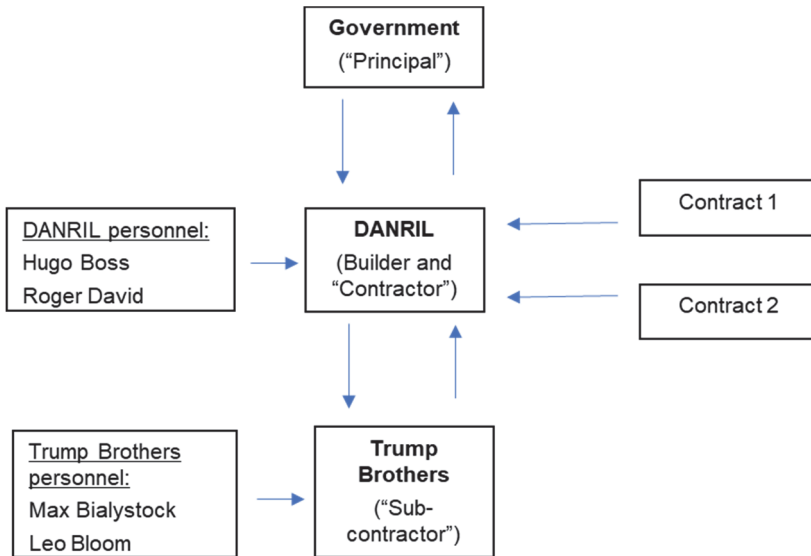 Government
(“Principal”)
DANRIL personnel:
Hugo Boss
Roger David
DANRIL
(Builder and
“Contractor”)
Contract 1
Contract 2
Trump Brothers
personnel:
Max Bialystock
Leo Bloom
Trump
Brothers
(“Sub-
contractor”)